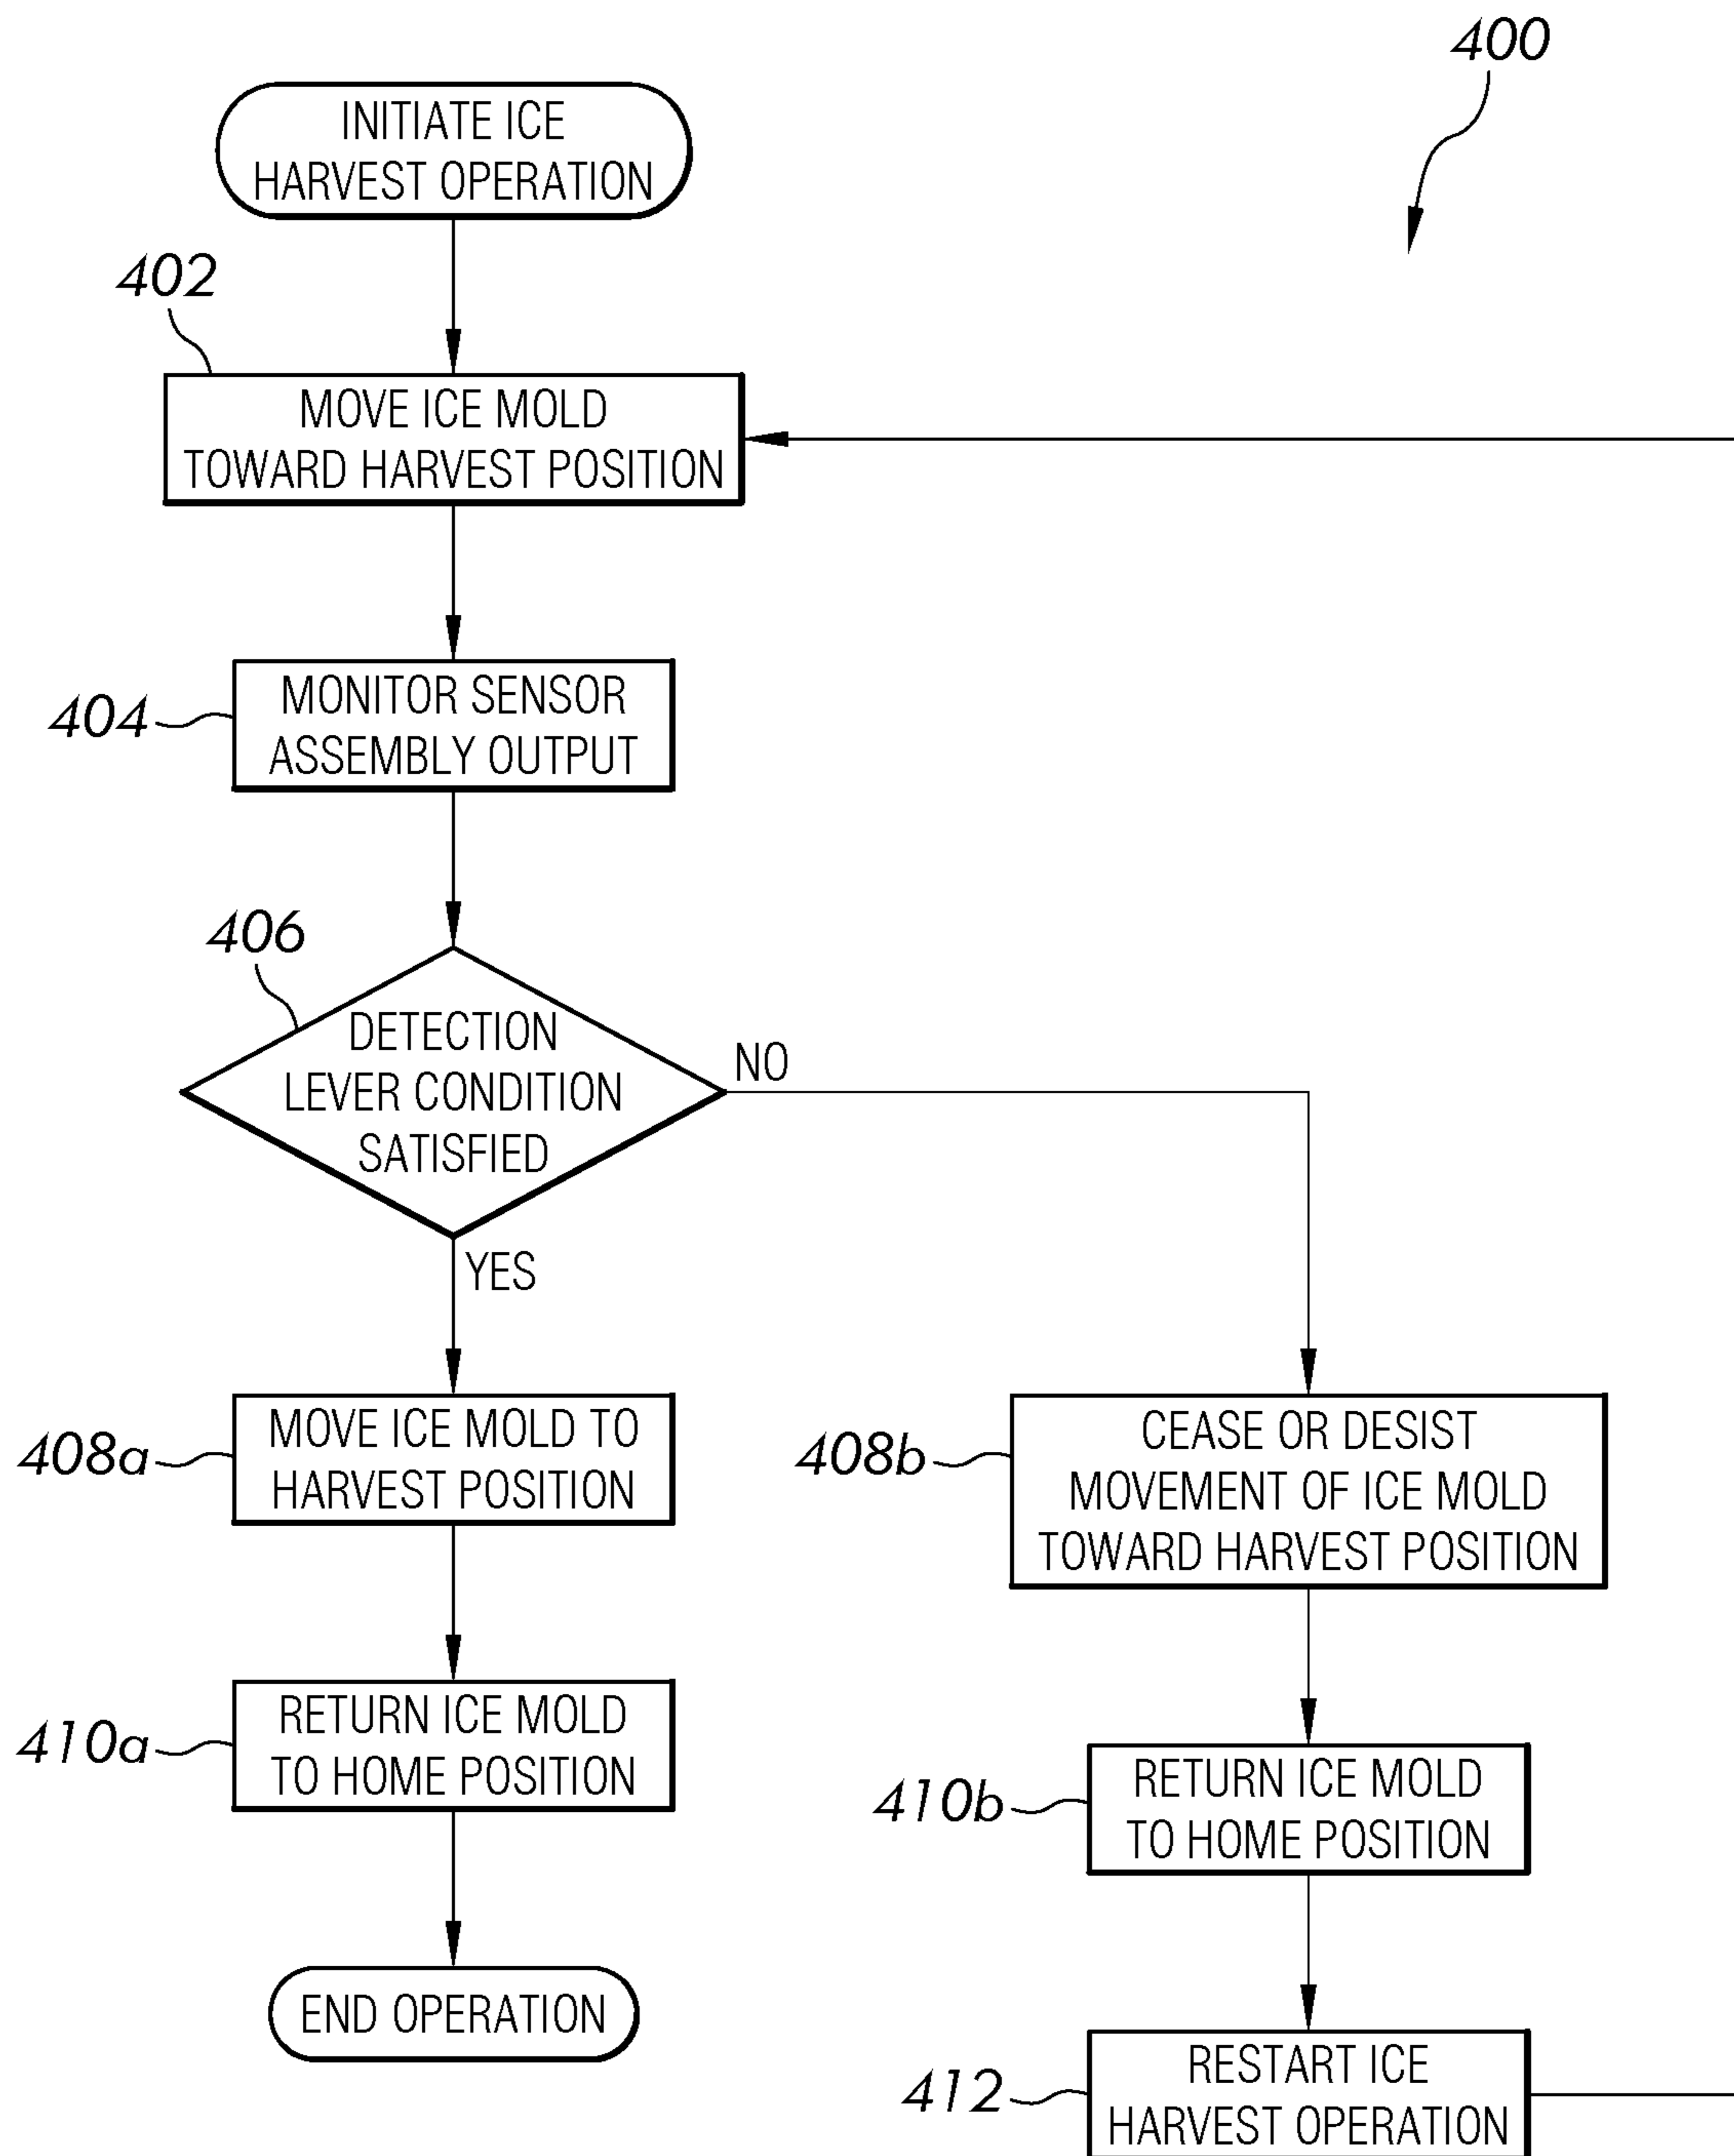 400
INITIATE ICE
HARVEST OPERATION
402
MOVE ICE MOLD
TOWARD HARVEST POSITION
404
MONITOR SENSOR
ASSEMBLY OUTPUT
406
DETECTION
LEVER CONDITION
SATISFIED
NO
YES
408a
MOVE ICE MOLD TO
HARVEST POSITION
408b
CEASE OR DESIST
MOVEMENT OF ICE MOLD
TOWARD HARVEST POSITION
410a
RETURN ICE MOLD
TO HOME POSITION
410b
RETURN ICE MOLD
TO HOME POSITION
END OPERATION
412
RESTART ICE
HARVEST OPERATION